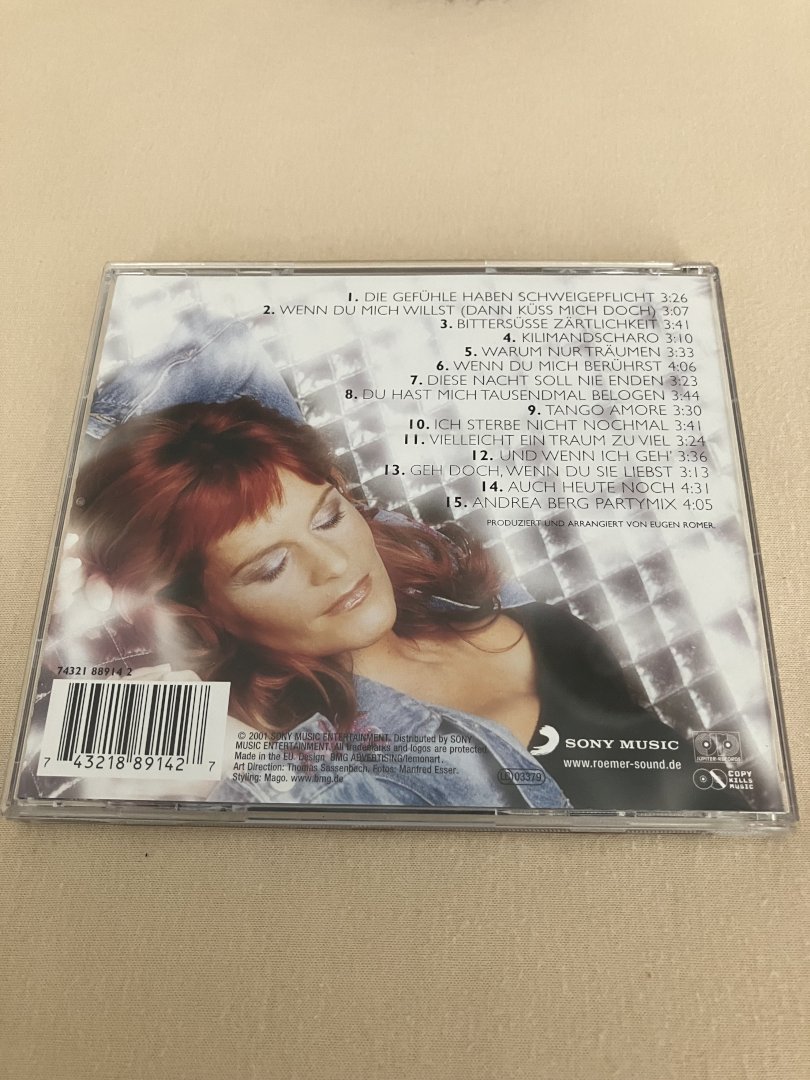 1. DIE GEFÜHLE HABEN SCHWEIGEPFLICHT 3:26
2. WENN DU MICH WILLST (DANN KÜSS MICH DOCH) 3:07
3. BITTERSÜSSE ZÄRTLICHKEIT 3:41
4. KILIMANDSCHARO 3:10
5. WARUM NUR TRÄUMEN 3:33
6. WENN DU MICH BERÜHRST 4:06
7. DIESE NACHT SOLL NIE ENDEN 3:23
8. DU HAST MICH TAUSENDMAL BELOGEN 3:44
9. TANGO AMORE 3:30
10. ICH STERBE NICHT NOCHMAL 3:41
11. VIELLEICHT EIN TRAUM ZU VIEL 3:24
12. UND WENN ICH GEH' 3:36
13. GEH DOCH, WENN DU SIE LIEBST 3:13
14. AUCH HEUTE NOCH 4:31
15. ANDREA BERG PARTYMIX 4:05
PRODUZIERT UND ARRANGIERT VON EUGEN RÖMER.
74321 88914 2
7 43218 89142 7
© 2001 SONY MUSIC ENTERTAINMENT. Distributed by SONY
MUSIC ENTERTAINMENT. All trademarks and logos are protected.
Made in the EU. Design: BMG ADVERTISING/lemonart.
Art Direction: Thomas Sassenbach. Fotos: Manfred Esser.
Styling: Mago. www.bmg.de
LC 03379
SONY MUSIC
www.roemer-sound.de
JUPITER-RECORDS
COPY
KILLS
MUSIC